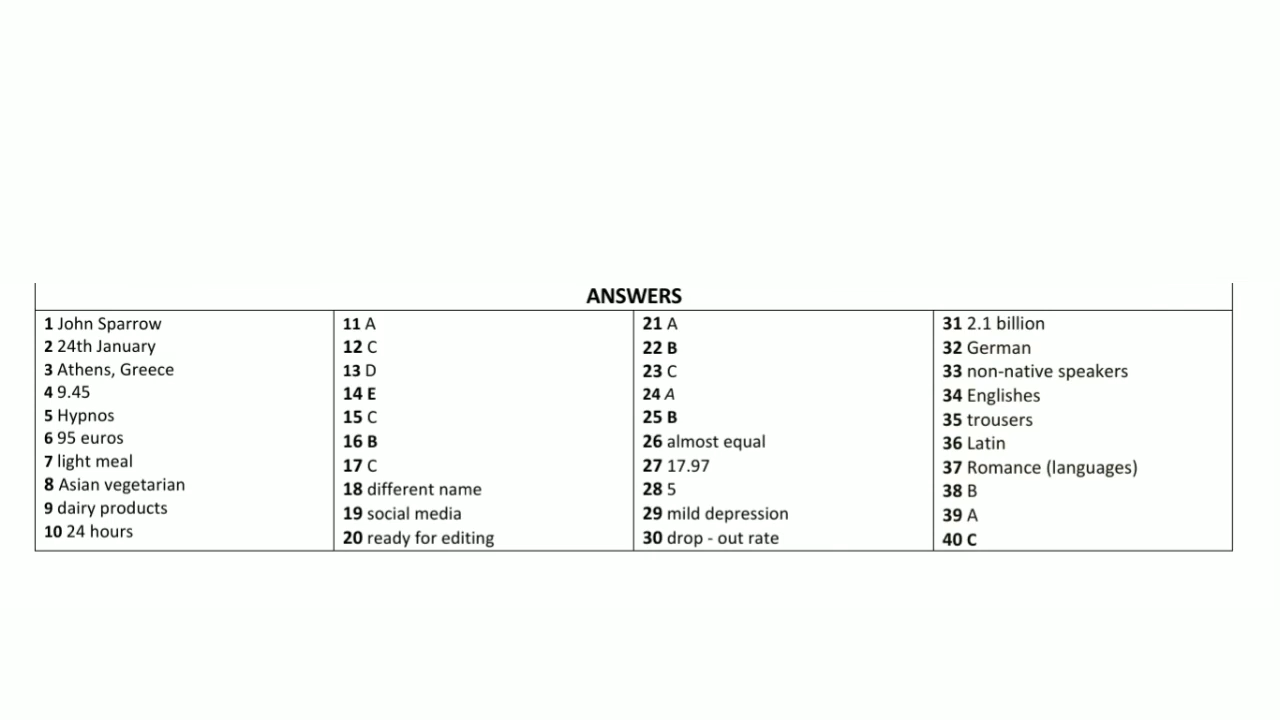 ANSWERS
1 John Sparrow
2 24th January
3 Athens, Greece
4 9.45
5 Hypnos
6 95 euros
7 light meal
8 Asian vegetarian
9 dairy products
10 24 hours
11 A
12 C
13 D
14 E
15 C
16 B
17 C
18 different name
19 social media
20 ready for editing
21 A
22 B
23 C
24 A
25 B
26 almost equal
27 17.97
28 5
29 mild depression
30 drop - out rate
31 2.1 billion
32 German
33 non-native speakers
34 Englishes
35 trousers
36 Latin
37 Romance (languages)
38 B
39 A
40 C